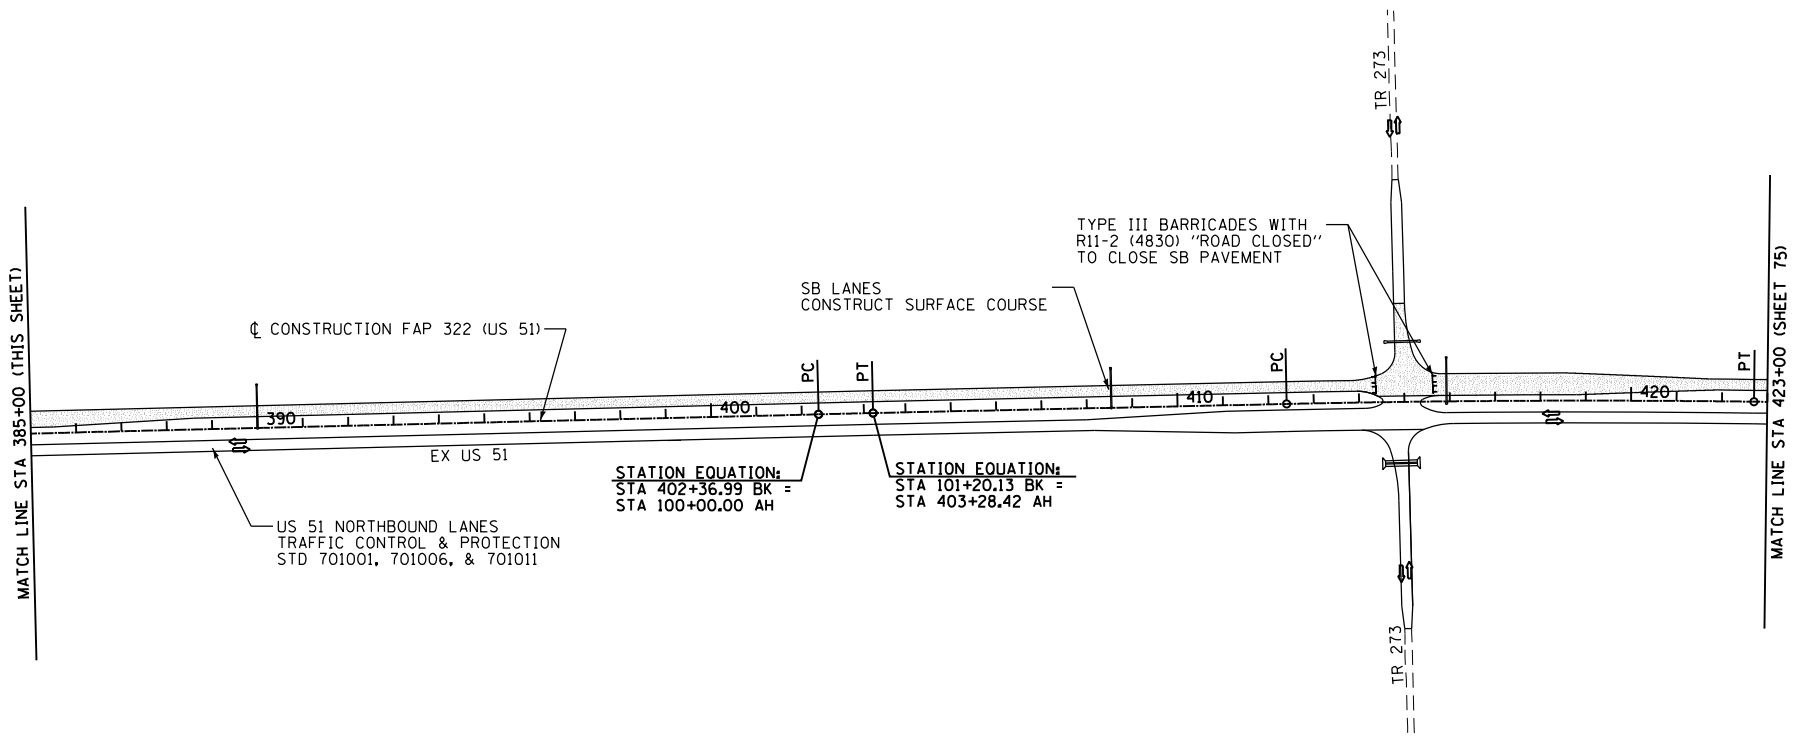 TR 273
TYPE III BARRICADES WITH
R11-2 (4830) "ROAD CLOSED"
TO CLOSE SB PAVEMENT
SB LANES
CONSTRUCT SURFACE COURSE
℄ CONSTRUCTION FAP 322 (US 51)
MATCH LINE STA 385+00 (THIS SHEET)
MATCH LINE STA 423+00 (SHEET 75)
PC
PT
PC
PT
390
400
410
420
EX US 51
STATION EQUATION:
STA 402+36.99 BK =
STA 100+00.00 AH
STATION EQUATION:
STA 101+20.13 BK =
STA 403+28.42 AH
US 51 NORTHBOUND LANES
TRAFFIC CONTROL & PROTECTION
STD 701001, 701006, & 701011
TR 273